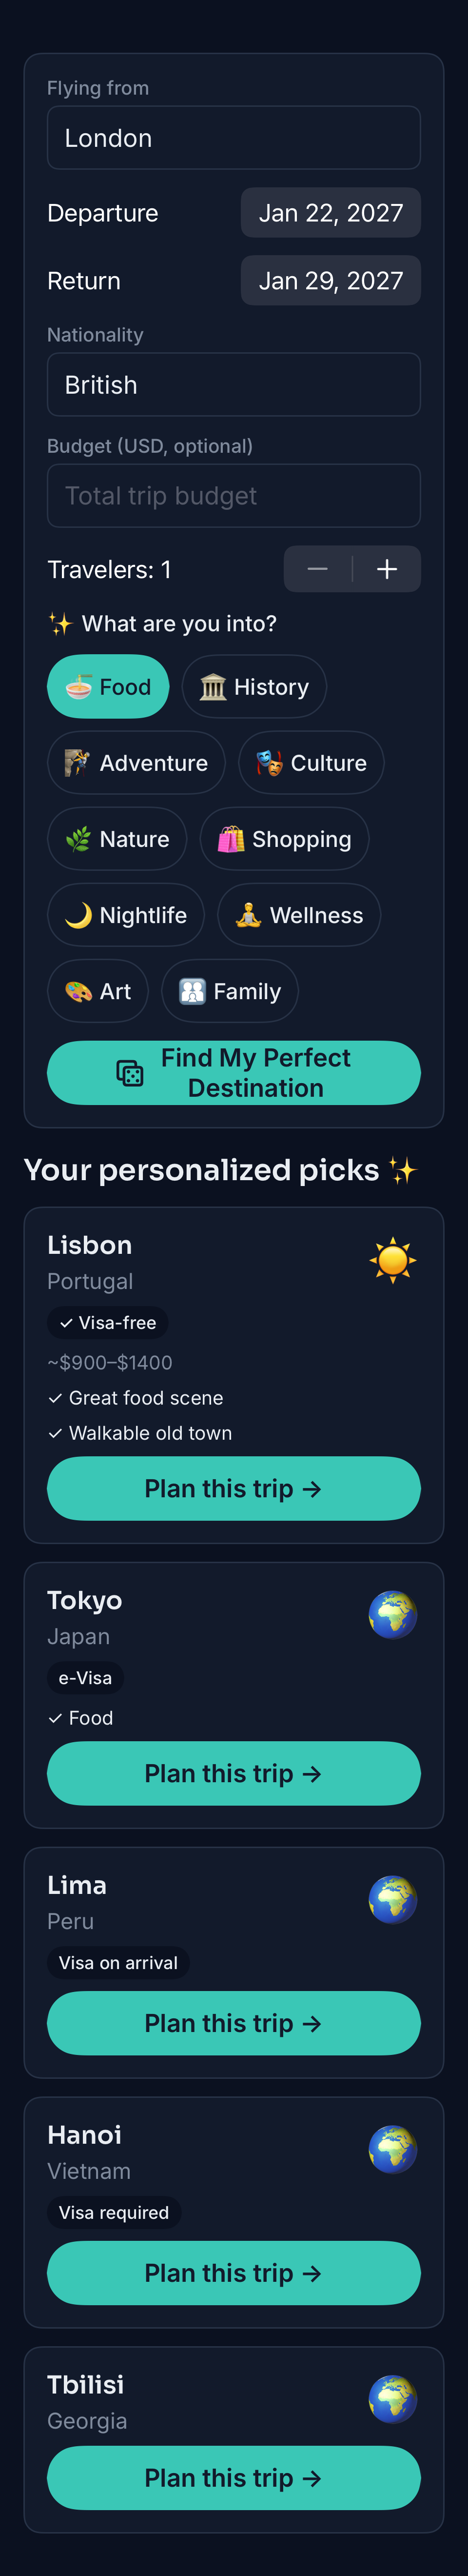 Flying from
London
Departure Jan 22, 2027
Return Jan 29, 2027
Nationality
British
Budget (USD, optional)
Total trip budget
Travelers: 1 − +
✨ What are you into?
🍜 Food 🏛️ History
🧗 Adventure 🎭 Culture
🌿 Nature 🛍️ Shopping
🌙 Nightlife 🧘 Wellness
🎨 Art 👪 Family
Find My Perfect
Destination
Your personalized picks ✨
Lisbon
Portugal
✓ Visa-free
~$900–$1400
✓ Great food scene
✓ Walkable old town
Plan this trip →
Tokyo
Japan
e-Visa
✓ Food
Plan this trip →
Lima
Peru
Visa on arrival
Plan this trip →
Hanoi
Vietnam
Visa required
Plan this trip →
Tbilisi
Georgia
Plan this trip →